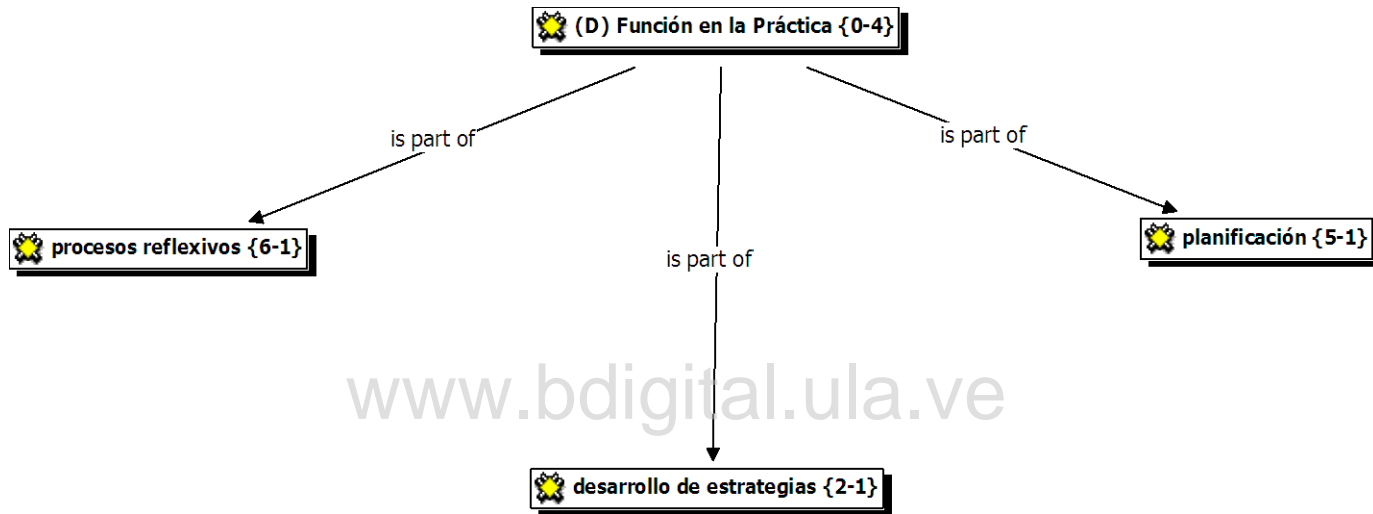 (D) Función en la Práctica {0-4}
is part of
is part of
procesos reflexivos {6-1}
planificación {5-1}
is part of
www.bdigital.ula.ve
desarrollo de estrategias {2-1}